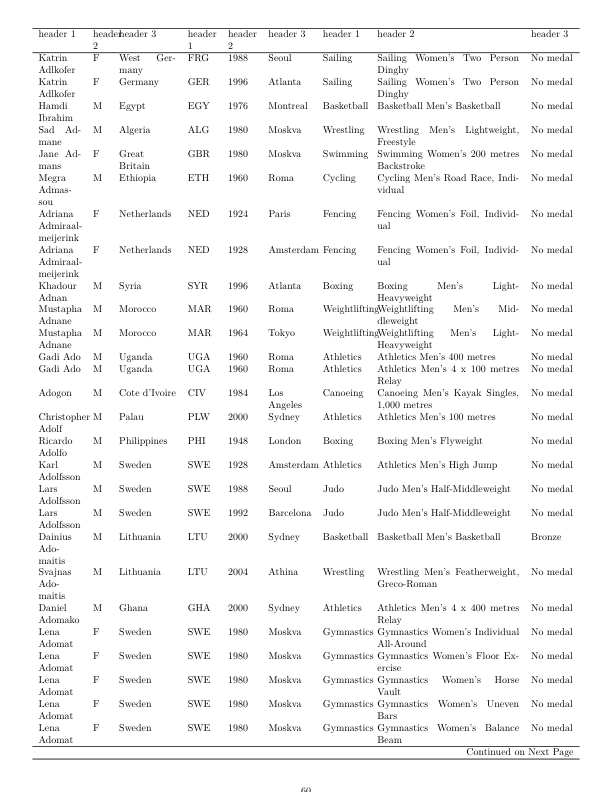 header 1 header 2 header 3 header 1 header 2 header 3 header 1 header 2 header 3
Katrin Adlkofer F West Germany FRG 1988 Seoul Sailing Sailing Women's Two Person Dinghy No medal
Katrin Adlkofer F Germany GER 1996 Atlanta Sailing Sailing Women's Two Person Dinghy No medal
Hamdi Ibrahim M Egypt EGY 1976 Montreal Basketball Basketball Men's Basketball No medal
Sad Admane M Algeria ALG 1980 Moskva Wrestling Wrestling Men's Lightweight, Freestyle No medal
Jane Admans F Great Britain GBR 1980 Moskva Swimming Swimming Women's 200 metres Backstroke No medal
Megra Admassou M Ethiopia ETH 1960 Roma Cycling Cycling Men's Road Race, Individual No medal
Adriana Admiraal-meijerink F Netherlands NED 1924 Paris Fencing Fencing Women's Foil, Individual No medal
Adriana Admiraal-meijerink F Netherlands NED 1928 Amsterdam Fencing Fencing Women's Foil, Individual No medal
Khadour Adnan M Syria SYR 1996 Atlanta Boxing Boxing Men's Light-Heavyweight No medal
Mustapha Adnane M Morocco MAR 1960 Roma Weightlifting Weightlifting Men's Middleweight No medal
Mustapha Adnane M Morocco MAR 1964 Tokyo Weightlifting Weightlifting Men's Light-Heavyweight No medal
Gadi Ado M Uganda UGA 1960 Roma Athletics Athletics Men's 400 metres No medal
Gadi Ado M Uganda UGA 1960 Roma Athletics Athletics Men's 4 x 100 metres Relay No medal
Adogon M Cote d'Ivoire CIV 1984 Los Angeles Canoeing Canoeing Men's Kayak Singles, 1,000 metres No medal
Christopher Adolf M Palau PLW 2000 Sydney Athletics Athletics Men's 100 metres No medal
Ricardo Adolfo M Philippines PHI 1948 London Boxing Boxing Men's Flyweight No medal
Karl Adolfsson M Sweden SWE 1928 Amsterdam Athletics Athletics Men's High Jump No medal
Lars Adolfsson M Sweden SWE 1988 Seoul Judo Judo Men's Half-Middleweight No medal
Lars Adolfsson M Sweden SWE 1992 Barcelona Judo Judo Men's Half-Middleweight No medal
Dainius Adomaitis M Lithuania LTU 2000 Sydney Basketball Basketball Men's Basketball Bronze
Svajnas Adomaitis M Lithuania LTU 2004 Athina Wrestling Wrestling Men's Featherweight, Greco-Roman No medal
Daniel Adomako M Ghana GHA 2000 Sydney Athletics Athletics Men's 4 x 400 metres Relay No medal
Lena Adomat F Sweden SWE 1980 Moskva Gymnastics Gymnastics Women's Individual All-Around No medal
Lena Adomat F Sweden SWE 1980 Moskva Gymnastics Gymnastics Women's Floor Exercise No medal
Lena Adomat F Sweden SWE 1980 Moskva Gymnastics Gymnastics Women's Horse Vault No medal
Lena Adomat F Sweden SWE 1980 Moskva Gymnastics Gymnastics Women's Uneven Bars No medal
Lena Adomat F Sweden SWE 1980 Moskva Gymnastics Gymnastics Women's Balance Beam No medal
Continued on Next Page
60